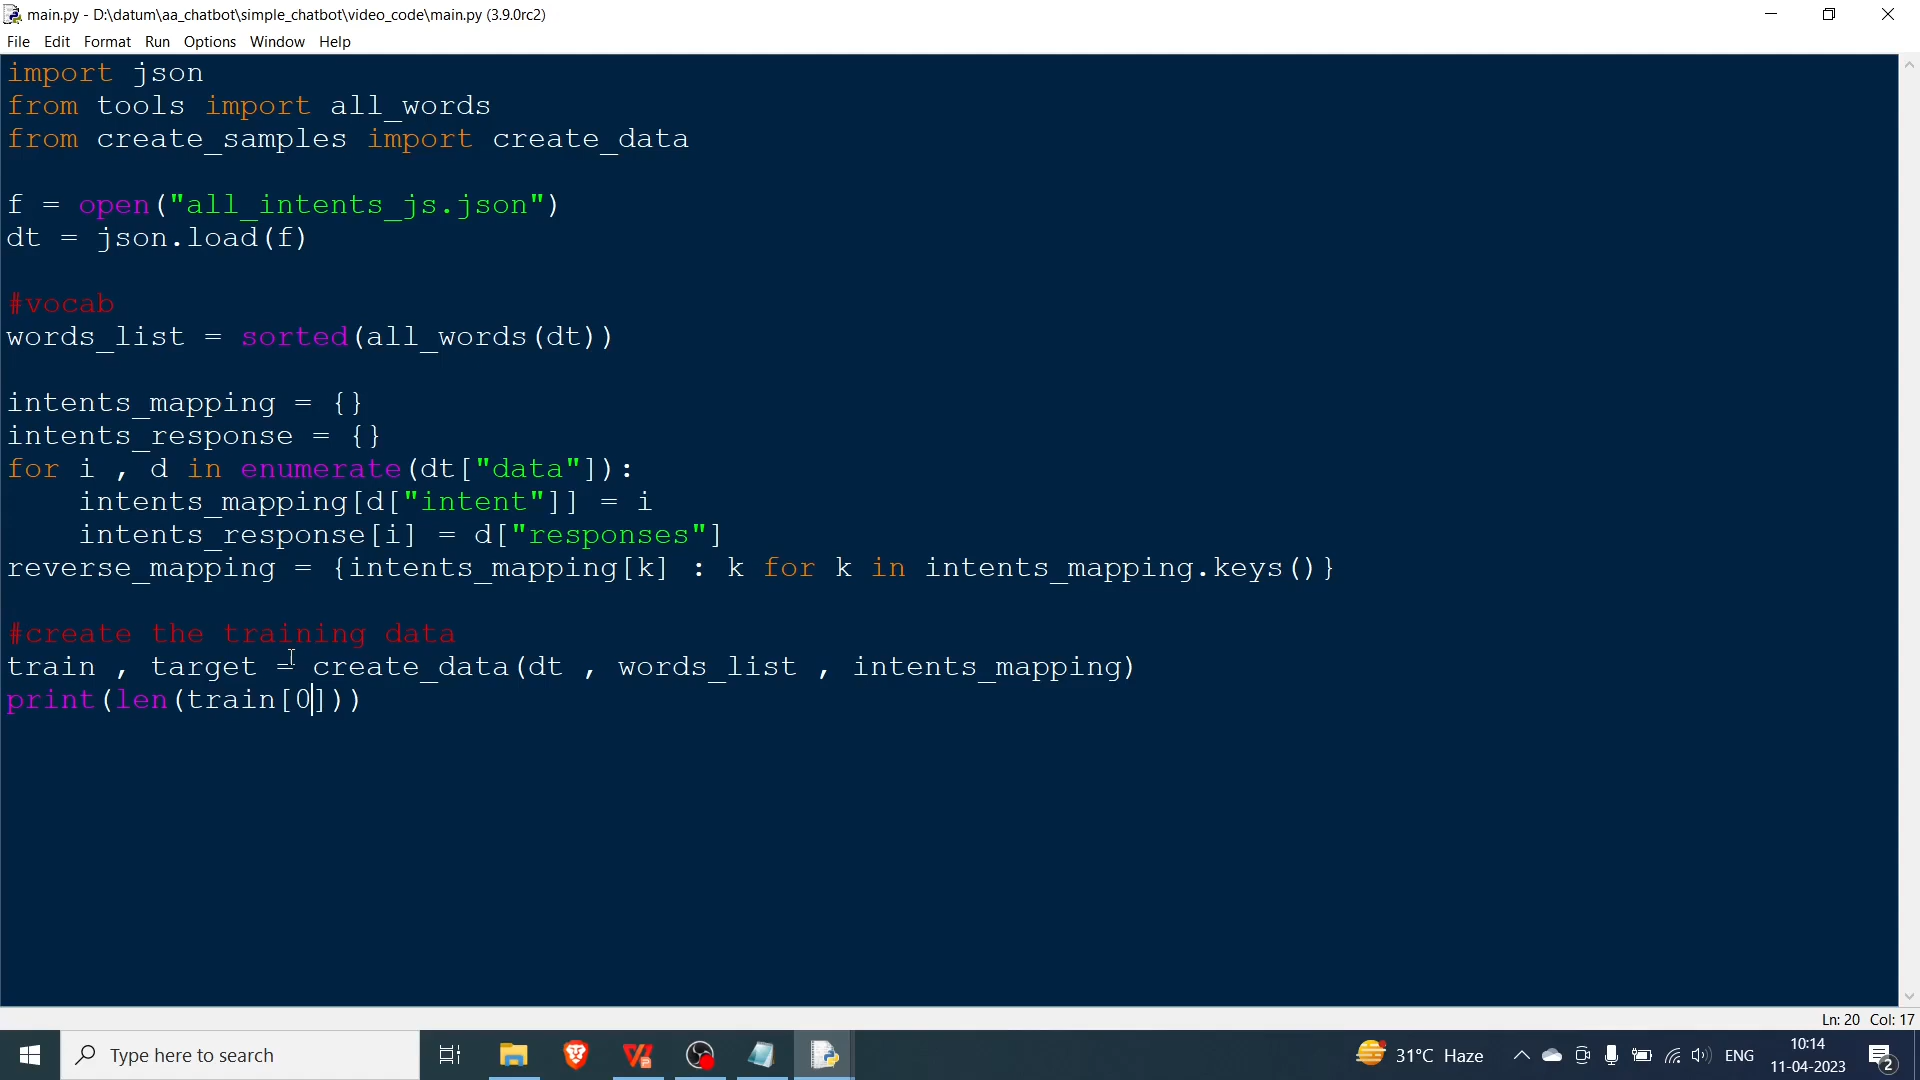 main.py - D:\datum\aa_chatbot\simple_chatbot\video_code\main.py (3.9.0rc2)
File Edit Format Run Options Window Help
import json
from tools import all_words
from create_samples import create_data
f = open("all_intents_js.json")
dt = json.load(f)
#vocab
words_list = sorted(all_words(dt))
intents_mapping = {}
intents_response = {}
for i , d in enumerate(dt["data"]):
    intents_mapping[d["intent"]] = i
    intents_response[i] = d["responses"]
reverse_mapping = {intents_mapping[k] : k for k in intents_mapping.keys()}
#create the training data
train , target = create_data(dt , words_list , intents_mapping)
print(len(train[0]))
Ln: 20 Col: 17
Type here to search
31°C Haze
ENG
10:14
11-04-2023
2